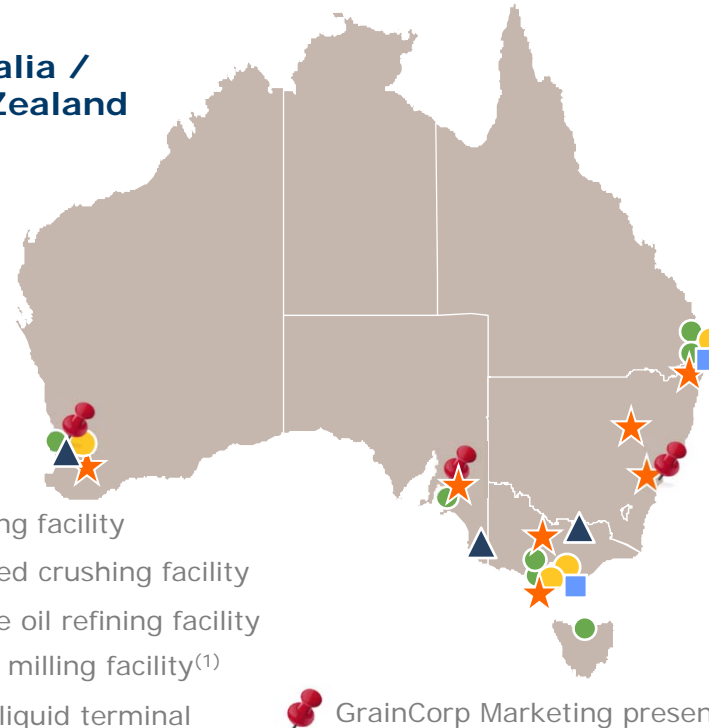 alia /
Zealand
ng facility
ed crushing facility
e oil refining facility
milling facility(1)
liquid terminal
GrainCorp Marketing presen